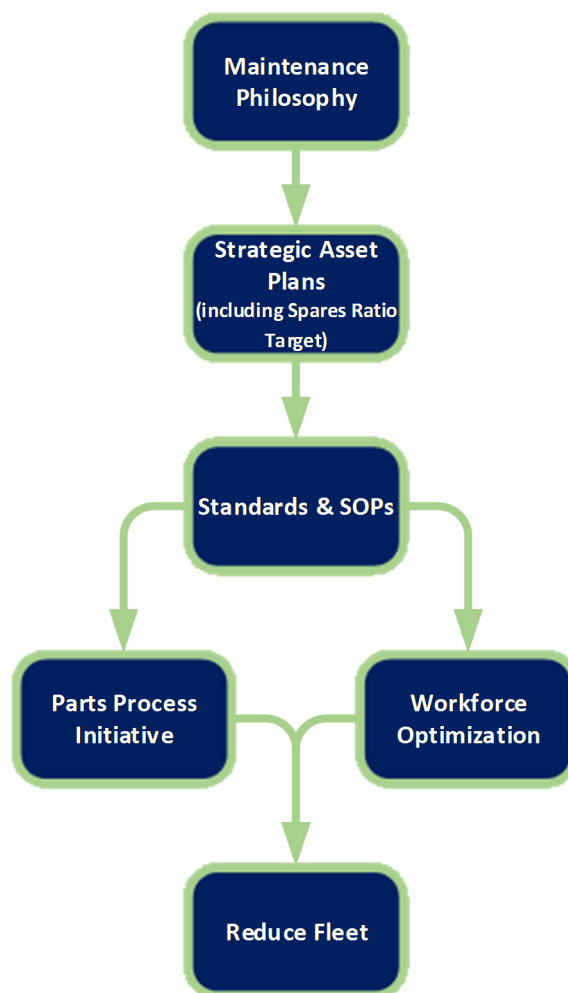 Maintenance
Philosophy
Strategic Asset
Plans
(including Spares Ratio
Target)
Standards & SOPs
Parts Process
Initiative
Workforce
Optimization
Reduce Fleet